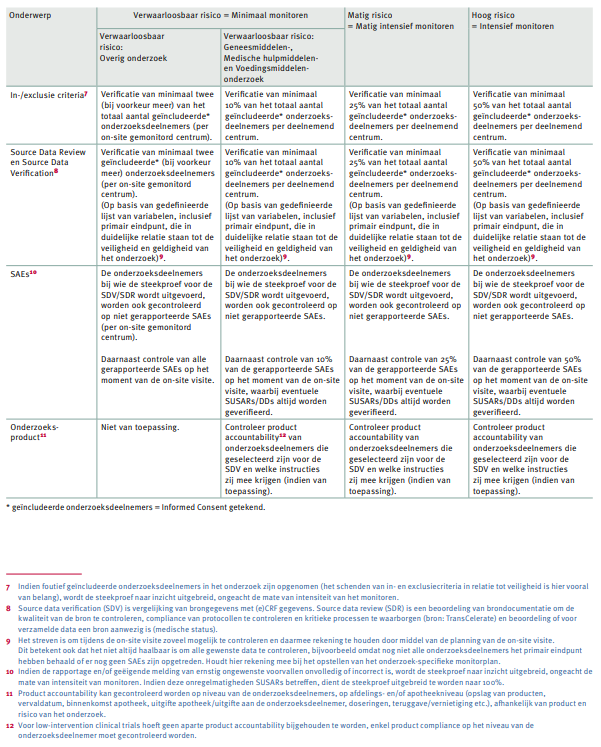 Onderwerp
Verwaarloosbaar risico = Minimaal monitoren
Matig risico
= Matig intensief monitoren
Hoog risico
= Intensief monitoren
Verwaarloosbaar
risico:
Overig onderzoek
Verwaarloosbaar risico:
Geneesmiddelen-,
Medische hulpmiddelen-
en Voedingsmiddelen-
onderzoek
In-/exclusie criteria7
Verificatie van minimaal twee
(bij voorkeur meer) van het
totaal aantal geïncludeerde*
onderzoeksdeelnemers (per
on-site gemonitord centrum).
Verificatie van minimaal
10% van het totaal aantal
geïncludeerde* onderzoeks-
deelnemers per deelnemend
centrum.
Verificatie van minimaal
25% van het totaal aantal
geïncludeerde* onderzoeks-
deelnemers per deelnemend
centrum.
Verificatie van minimaal
50% van het totaal aantal
geïncludeerde* onderzoeks-
deelnemers per deelnemend
centrum.
Source Data Review
en Source Data
Verification8
Verificatie van minimaal twee
geïncludeerde* (bij voorkeur
meer) onderzoeksdeelnemers
(per on-site gemonitord
centrum).
(Op basis van gedefinieerde
lijst van variabelen, inclusief
primair eindpunt, die in
duidelijke relatie staan tot de
veiligheid en geldigheid van
het onderzoek)9.
Verificatie van minimaal
10% van het totaal aantal
geïncludeerde* onderzoeks-
deelnemers per deelnemend
centrum.
(Op basis van gedefinieerde
lijst van variabelen, inclusief
primair eindpunt, die in
duidelijke relatie staan tot de
veiligheid en geldigheid van
het onderzoek)9.
Verificatie van minimaal
25% van het totaal aantal
geïncludeerde* onderzoeks-
deelnemers per deelnemend
centrum.
(Op basis van gedefinieerde
lijst van variabelen, inclusief
primair eindpunt, die in
duidelijke relatie staan tot de
veiligheid en geldigheid van
het onderzoek)9.
Verificatie van minimaal
50% van het totaal aantal
geïncludeerde* onderzoeks-
deelnemers per deelnemend
centrum.
(Op basis van gedefinieerde
lijst van variabelen, inclusief
primair eindpunt, die in
duidelijke relatie staan tot de
veiligheid en geldigheid van
het onderzoek)9.
SAEs10
De onderzoeksdeelnemers
bij wie de steekproef voor de
SDV/SDR wordt uitgevoerd,
worden ook gecontroleerd
op niet gerapporteerde SAEs
(per on-site gemonitord
centrum).
Daarnaast controle van alle
gerapporteerde SAEs op het
moment van de on-site visite.
De onderzoeksdeelnemers
bij wie de steekproef voor de
SDV/SDR wordt uitgevoerd,
worden ook gecontroleerd op
niet gerapporteerde SAEs.
Daarnaast controle van 10%
van de gerapporteerde SAEs
op het moment van de on-site
visite, waarbij eventuele
SUSARs/DDs altijd worden
geverifieerd.
De onderzoeksdeelnemers
bij wie de steekproef voor de
SDV/SDR wordt uitgevoerd,
worden ook gecontroleerd op
niet gerapporteerde SAEs.
Daarnaast controle van 25%
van de gerapporteerde SAEs
op het moment van de on-site
visite, waarbij eventuele
SUSARs/DDs altijd worden
geverifieerd.
De onderzoeksdeelnemers
bij wie de steekproef voor de
SDV/SDR wordt uitgevoerd,
worden ook gecontroleerd op
niet gerapporteerde SAEs.
Daarnaast controle van 50%
van de gerapporteerde SAEs
op het moment van de on-site
visite, waarbij eventuele
SUSARs/DDs altijd worden
geverifieerd.
Onderzoeks-
product11
Niet van toepassing.
Controleer product
accountability12 van
onderzoeksdeelnemers die
geselecteerd zijn voor de
SDV en welke instructies
zij mee krijgen (indien van
toepassing).
Controleer product
accountability van
onderzoeksdeelnemers die
geselecteerd zijn voor de
SDV en welke instructies
zij mee krijgen (indien van
toepassing).
Controleer product
accountability van
onderzoeksdeelnemers die
geselecteerd zijn voor de
SDV en welke instructies
zij mee krijgen (indien van
toepassing).
* geïncludeerde onderzoeksdeelnemers = Informed Consent getekend.
7 Indien foutief geïncludeerde onderzoeksdeelnemers in het onderzoek zijn opgenomen (het schenden van in- en exclusiecriteria in relatie tot veiligheid is hier vooral
van belang), wordt de steekproef naar inzicht uitgebreid, ongeacht de mate van intensiteit van het monitoren.
8 Source data verification (SDV) is vergelijking van brongegevens met (e)CRF gegevens. Source data review (SDR) is een beoordeling van brondocumentatie om de
kwaliteit van de bron te controleren, compliance van protocollen te controleren en kritieke processen te waarborgen (bron: TransCelerate) en beoordeling of voor
verzamelde data een bron aanwezig is (medische status).
9 Het streven is om tijdens de on-site visite zoveel mogelijk te controleren en daarmee rekening te houden door middel van de planning van de on-site visite.
Dit betekent ook dat het niet altijd haalbaar is om alle gewenste data te controleren, bijvoorbeeld omdat nog niet alle onderzoeksdeelnemers het primair eindpunt
hebben behaald of er nog geen SAEs zijn opgetreden. Houdt hier rekening mee bij het opstellen van het onderzoek-specifieke monitorplan.
10 Indien de rapportage en/of geëigende melding van ernstig ongewenste voorvallen onvolledig of incorrect is, wordt de steekproef naar inzicht uitgebreid, ongeacht de
mate van intensiteit van monitoren. Indien deze onregelmatigheden SUSARs betreffen, dient de steekproef uitgebreid te worden naar 100%.
11 Product accountability kan gecontroleerd worden op niveau van de onderzoeksdeelnemers, op afdelings- en/of apotheekniveau (opslag van producten,
vervaldatum, binnenkomst apotheek, uitgifte apotheek/uitgifte aan de onderzoeksdeelnemer, doseringen, teruggave/vernietiging etc.), afhankelijk van product en
risico van het onderzoek.
12 Voor low-intervention clinical trials hoeft geen aparte product accountability bijgehouden te worden, enkel product compliance op het niveau van de
onderzoeksdeelnemer moet gecontroleerd worden.